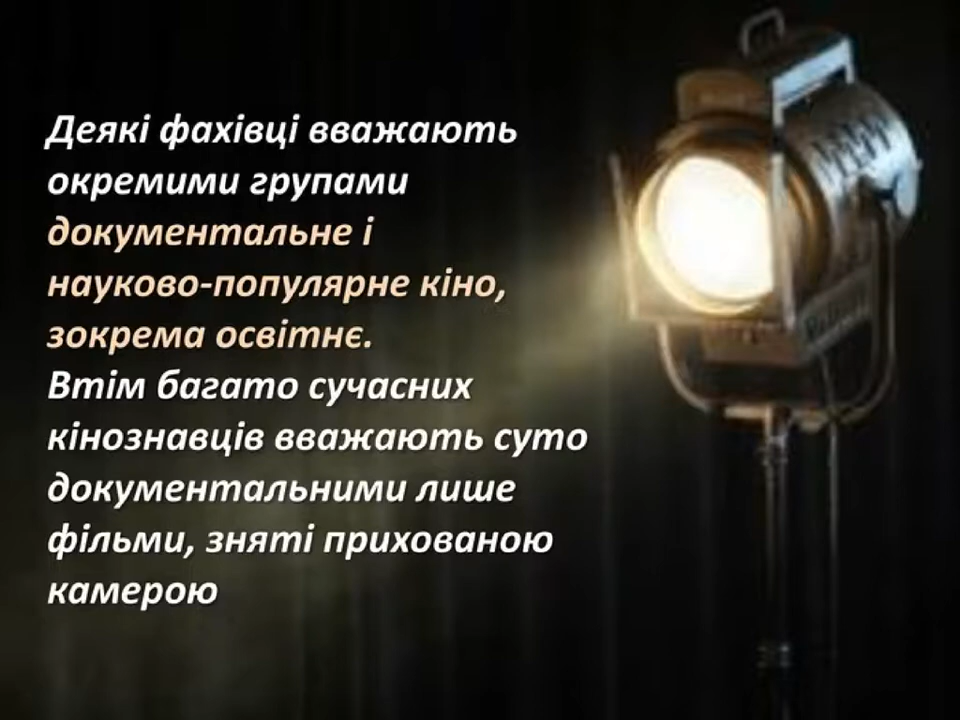 Деякі фахівці вважають
окремими групами
документальне і
науково-популярне кіно,
зокрема освітнє.
Втім багато сучасних
кінознавців вважають суто
документальними лише
фільми, зняті прихованою
камерою